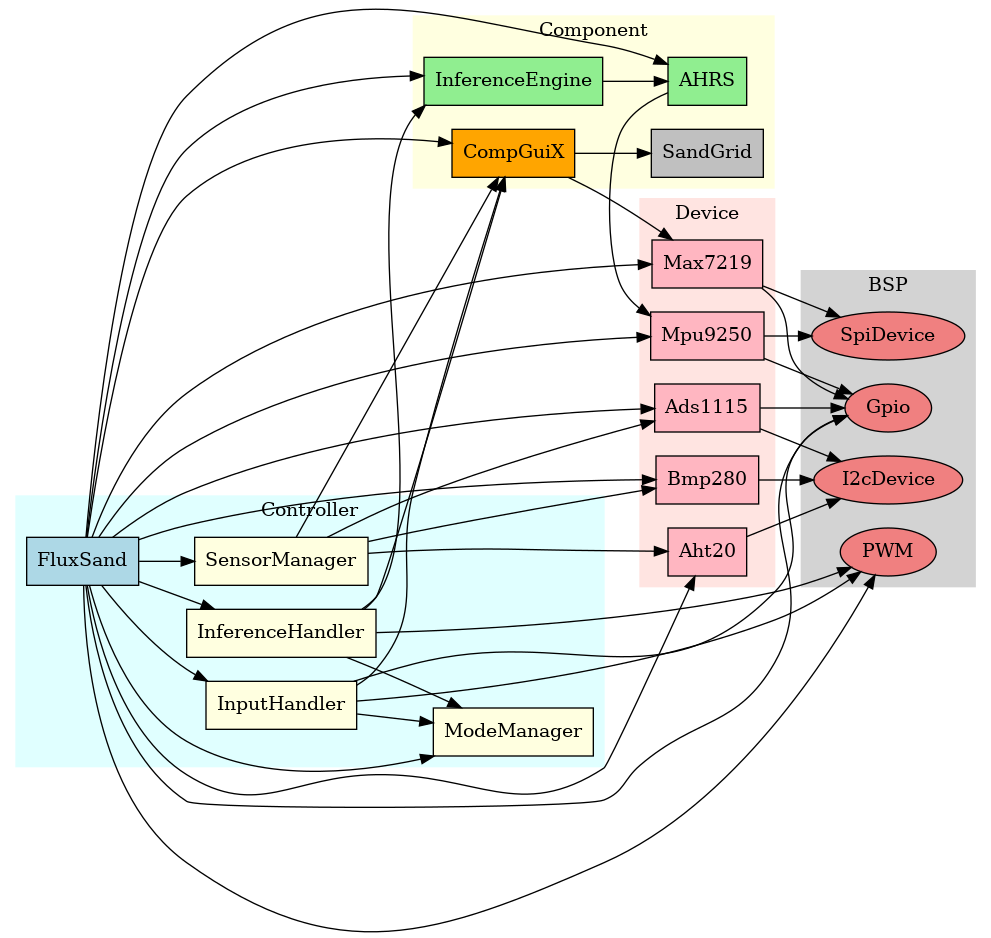 Component
InferenceEngine
AHRS
CompGuiX
SandGrid
Device
Max7219
Mpu9250
Ads1115
Bmp280
Aht20
BSP
SpiDevice
Gpio
I2cDevice
PWM
Controller
FluxSand
SensorManager
InferenceHandler
InputHandler
ModeManager